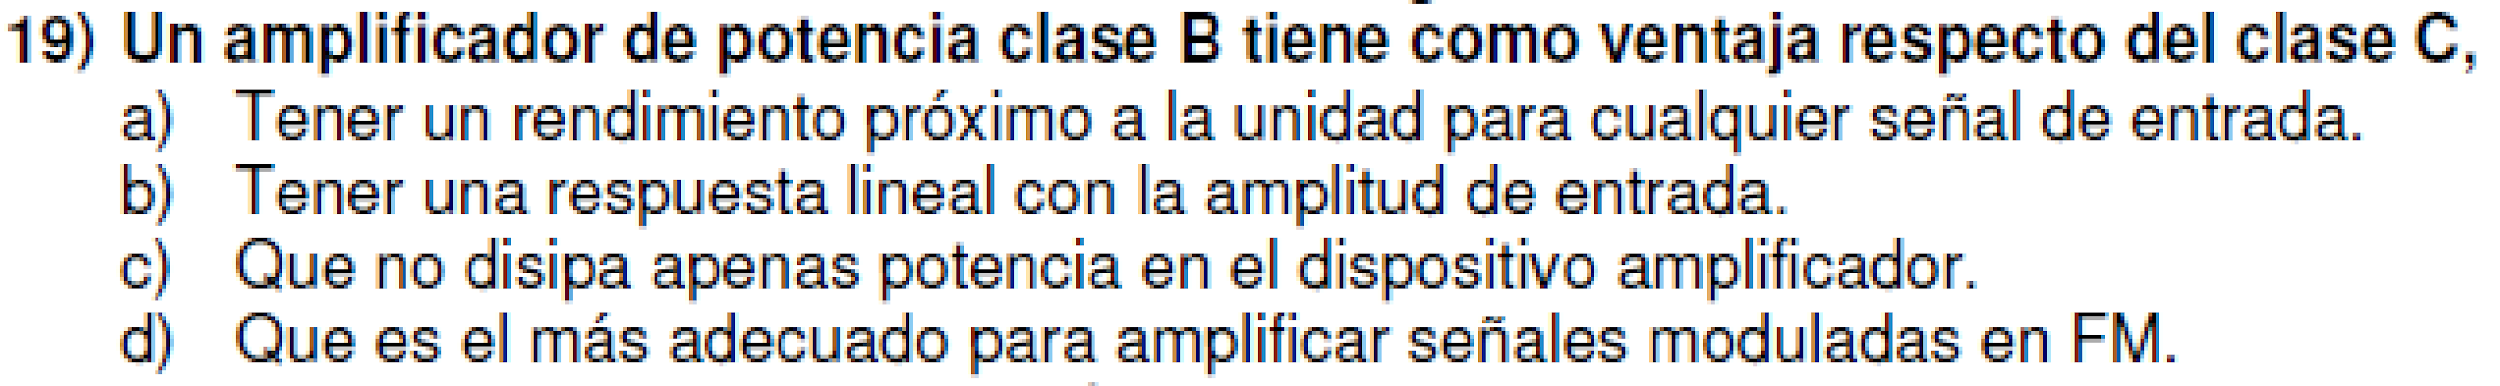 19) Un amplificador de potencia clase B tiene como ventaja respecto del clase C,
a) Tener un rendimiento próximo a la unidad para cualquier señal de entrada.
b) Tener una respuesta lineal con la amplitud de entrada.
c) Que no disipa apenas potencia en el dispositivo amplificador.
d) Que es el más adecuado para amplificar señales moduladas en FM.